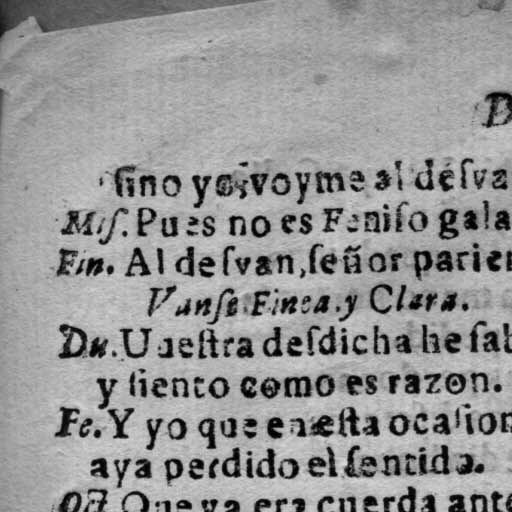 B
sino yo; voyme al desva
Mis. Pues no es Feniso gala
Fin. Al desvan, señor parien
Vanse Finea. y Clara.
Du. Uuestra desdicha he sab
y siento como es razon.
Fe. Y yo que en esta ocasion
aya perdido el sentido.
Oct. Que ya era cuerda ante